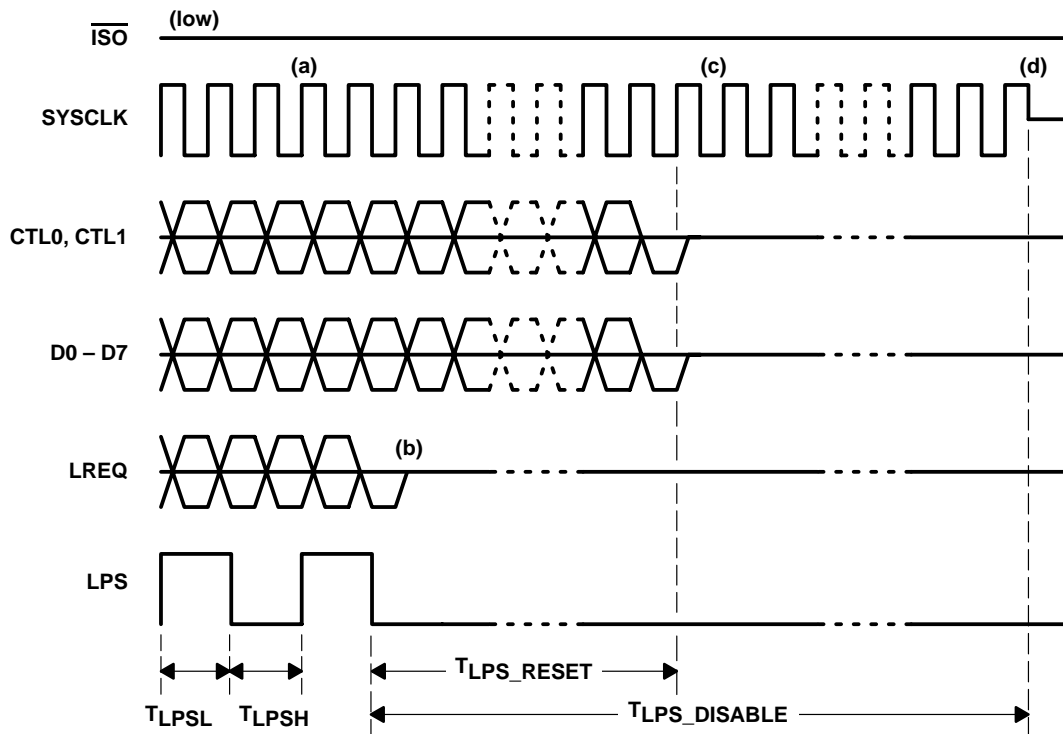 (low)
ISO
(a)
(c)
(d)
SYSCLK
CTL0, CTL1
D0 – D7
(b)
LREQ
LPS
TLPS_RESET
TLPSL
TLPSH
TLPS_DISABLE